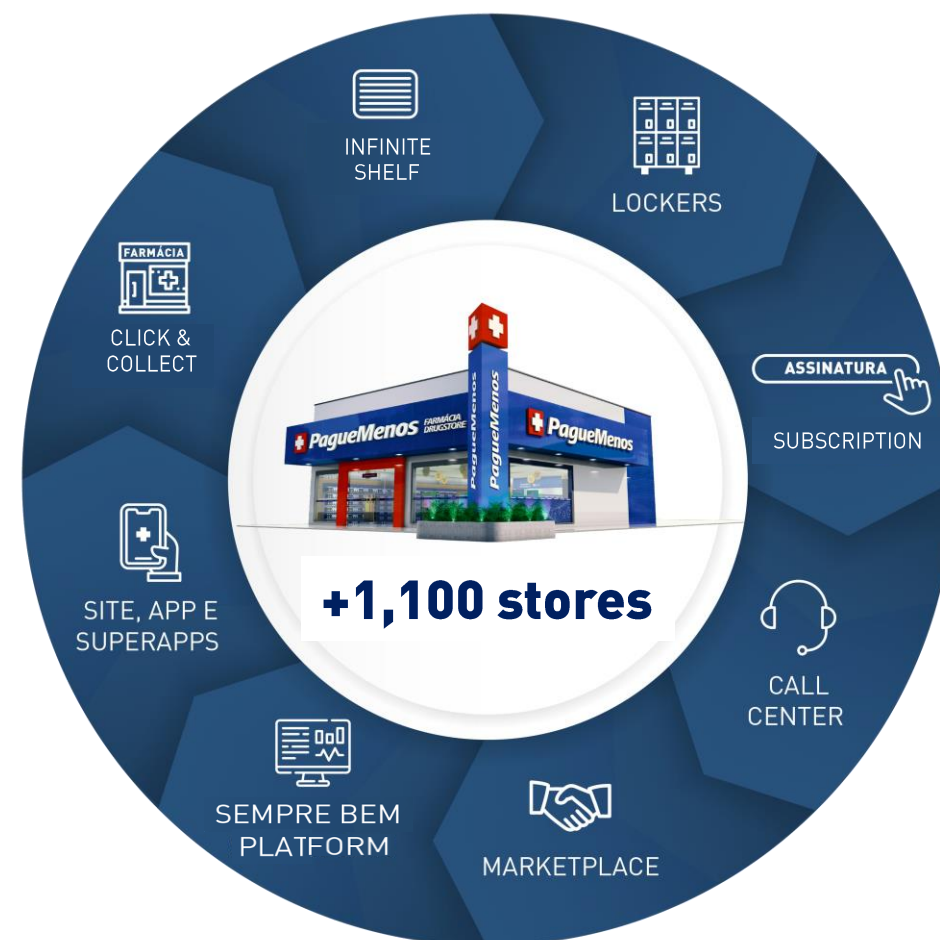 INFINITE
SHELF
LOCKERS
FARMÁCIA
CLICK &
COLLECT
ASSINATURA
SUBSCRIPTION
PagueMenos FARMÁCIA
DRUGSTORE
PagueMenos
PagueMenos
PagueMenos
+1,100 stores
SITE, APP E
SUPERAPPS
CALL
CENTER
SEMPRE BEM
PLATFORM
MARKETPLACE